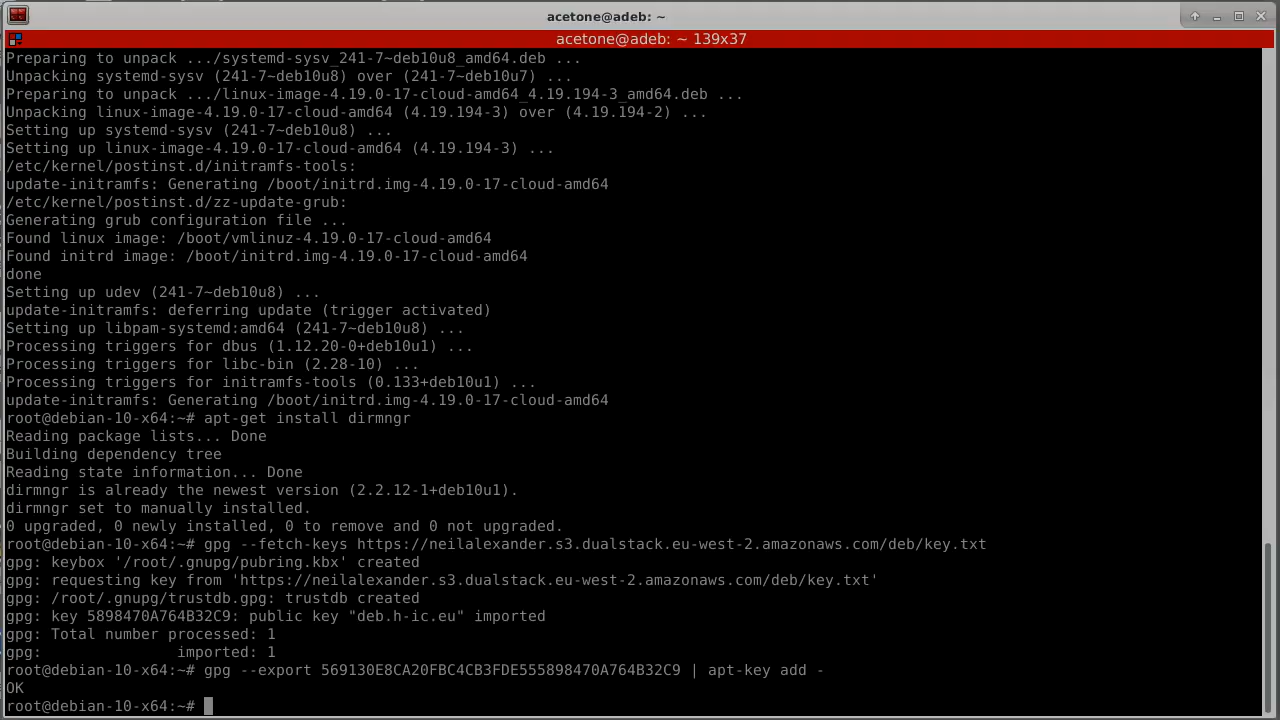 acetone@adeb: ~
acetone@adeb: ~ 139x37
Preparing to unpack .../systemd-sysv_241-7~deb10u8_amd64.deb ...
Unpacking systemd-sysv (241-7~deb10u8) over (241-7~deb10u7) ...
Preparing to unpack .../linux-image-4.19.0-17-cloud-amd64_4.19.194-3_amd64.deb ...
Unpacking linux-image-4.19.0-17-cloud-amd64 (4.19.194-3) over (4.19.194-2) ...
Setting up systemd-sysv (241-7~deb10u8) ...
Setting up linux-image-4.19.0-17-cloud-amd64 (4.19.194-3) ...
/etc/kernel/postinst.d/initramfs-tools:
update-initramfs: Generating /boot/initrd.img-4.19.0-17-cloud-amd64
/etc/kernel/postinst.d/zz-update-grub:
Generating grub configuration file ...
Found linux image: /boot/vmlinuz-4.19.0-17-cloud-amd64
Found initrd image: /boot/initrd.img-4.19.0-17-cloud-amd64
done
Setting up udev (241-7~deb10u8) ...
update-initramfs: deferring update (trigger activated)
Setting up libpam-systemd:amd64 (241-7~deb10u8) ...
Processing triggers for dbus (1.12.20-0+deb10u1) ...
Processing triggers for libc-bin (2.28-10) ...
Processing triggers for initramfs-tools (0.133+deb10u1) ...
update-initramfs: Generating /boot/initrd.img-4.19.0-17-cloud-amd64
root@debian-10-x64:~# apt-get install dirmngr
Reading package lists... Done
Building dependency tree
Reading state information... Done
dirmngr is already the newest version (2.2.12-1+deb10u1).
dirmngr set to manually installed.
0 upgraded, 0 newly installed, 0 to remove and 0 not upgraded.
root@debian-10-x64:~# gpg --fetch-keys https://neilalexander.s3.dualstack.eu-west-2.amazonaws.com/deb/key.txt
gpg: keybox '/root/.gnupg/pubring.kbx' created
gpg: requesting key from 'https://neilalexander.s3.dualstack.eu-west-2.amazonaws.com/deb/key.txt'
gpg: /root/.gnupg/trustdb.gpg: trustdb created
gpg: key 5898470A764B32C9: public key "deb.h-ic.eu" imported
gpg: Total number processed: 1
gpg:               imported: 1
root@debian-10-x64:~# gpg --export 569130E8CA20FBC4CB3FDE555898470A764B32C9 | apt-key add -
OK
root@debian-10-x64:~#